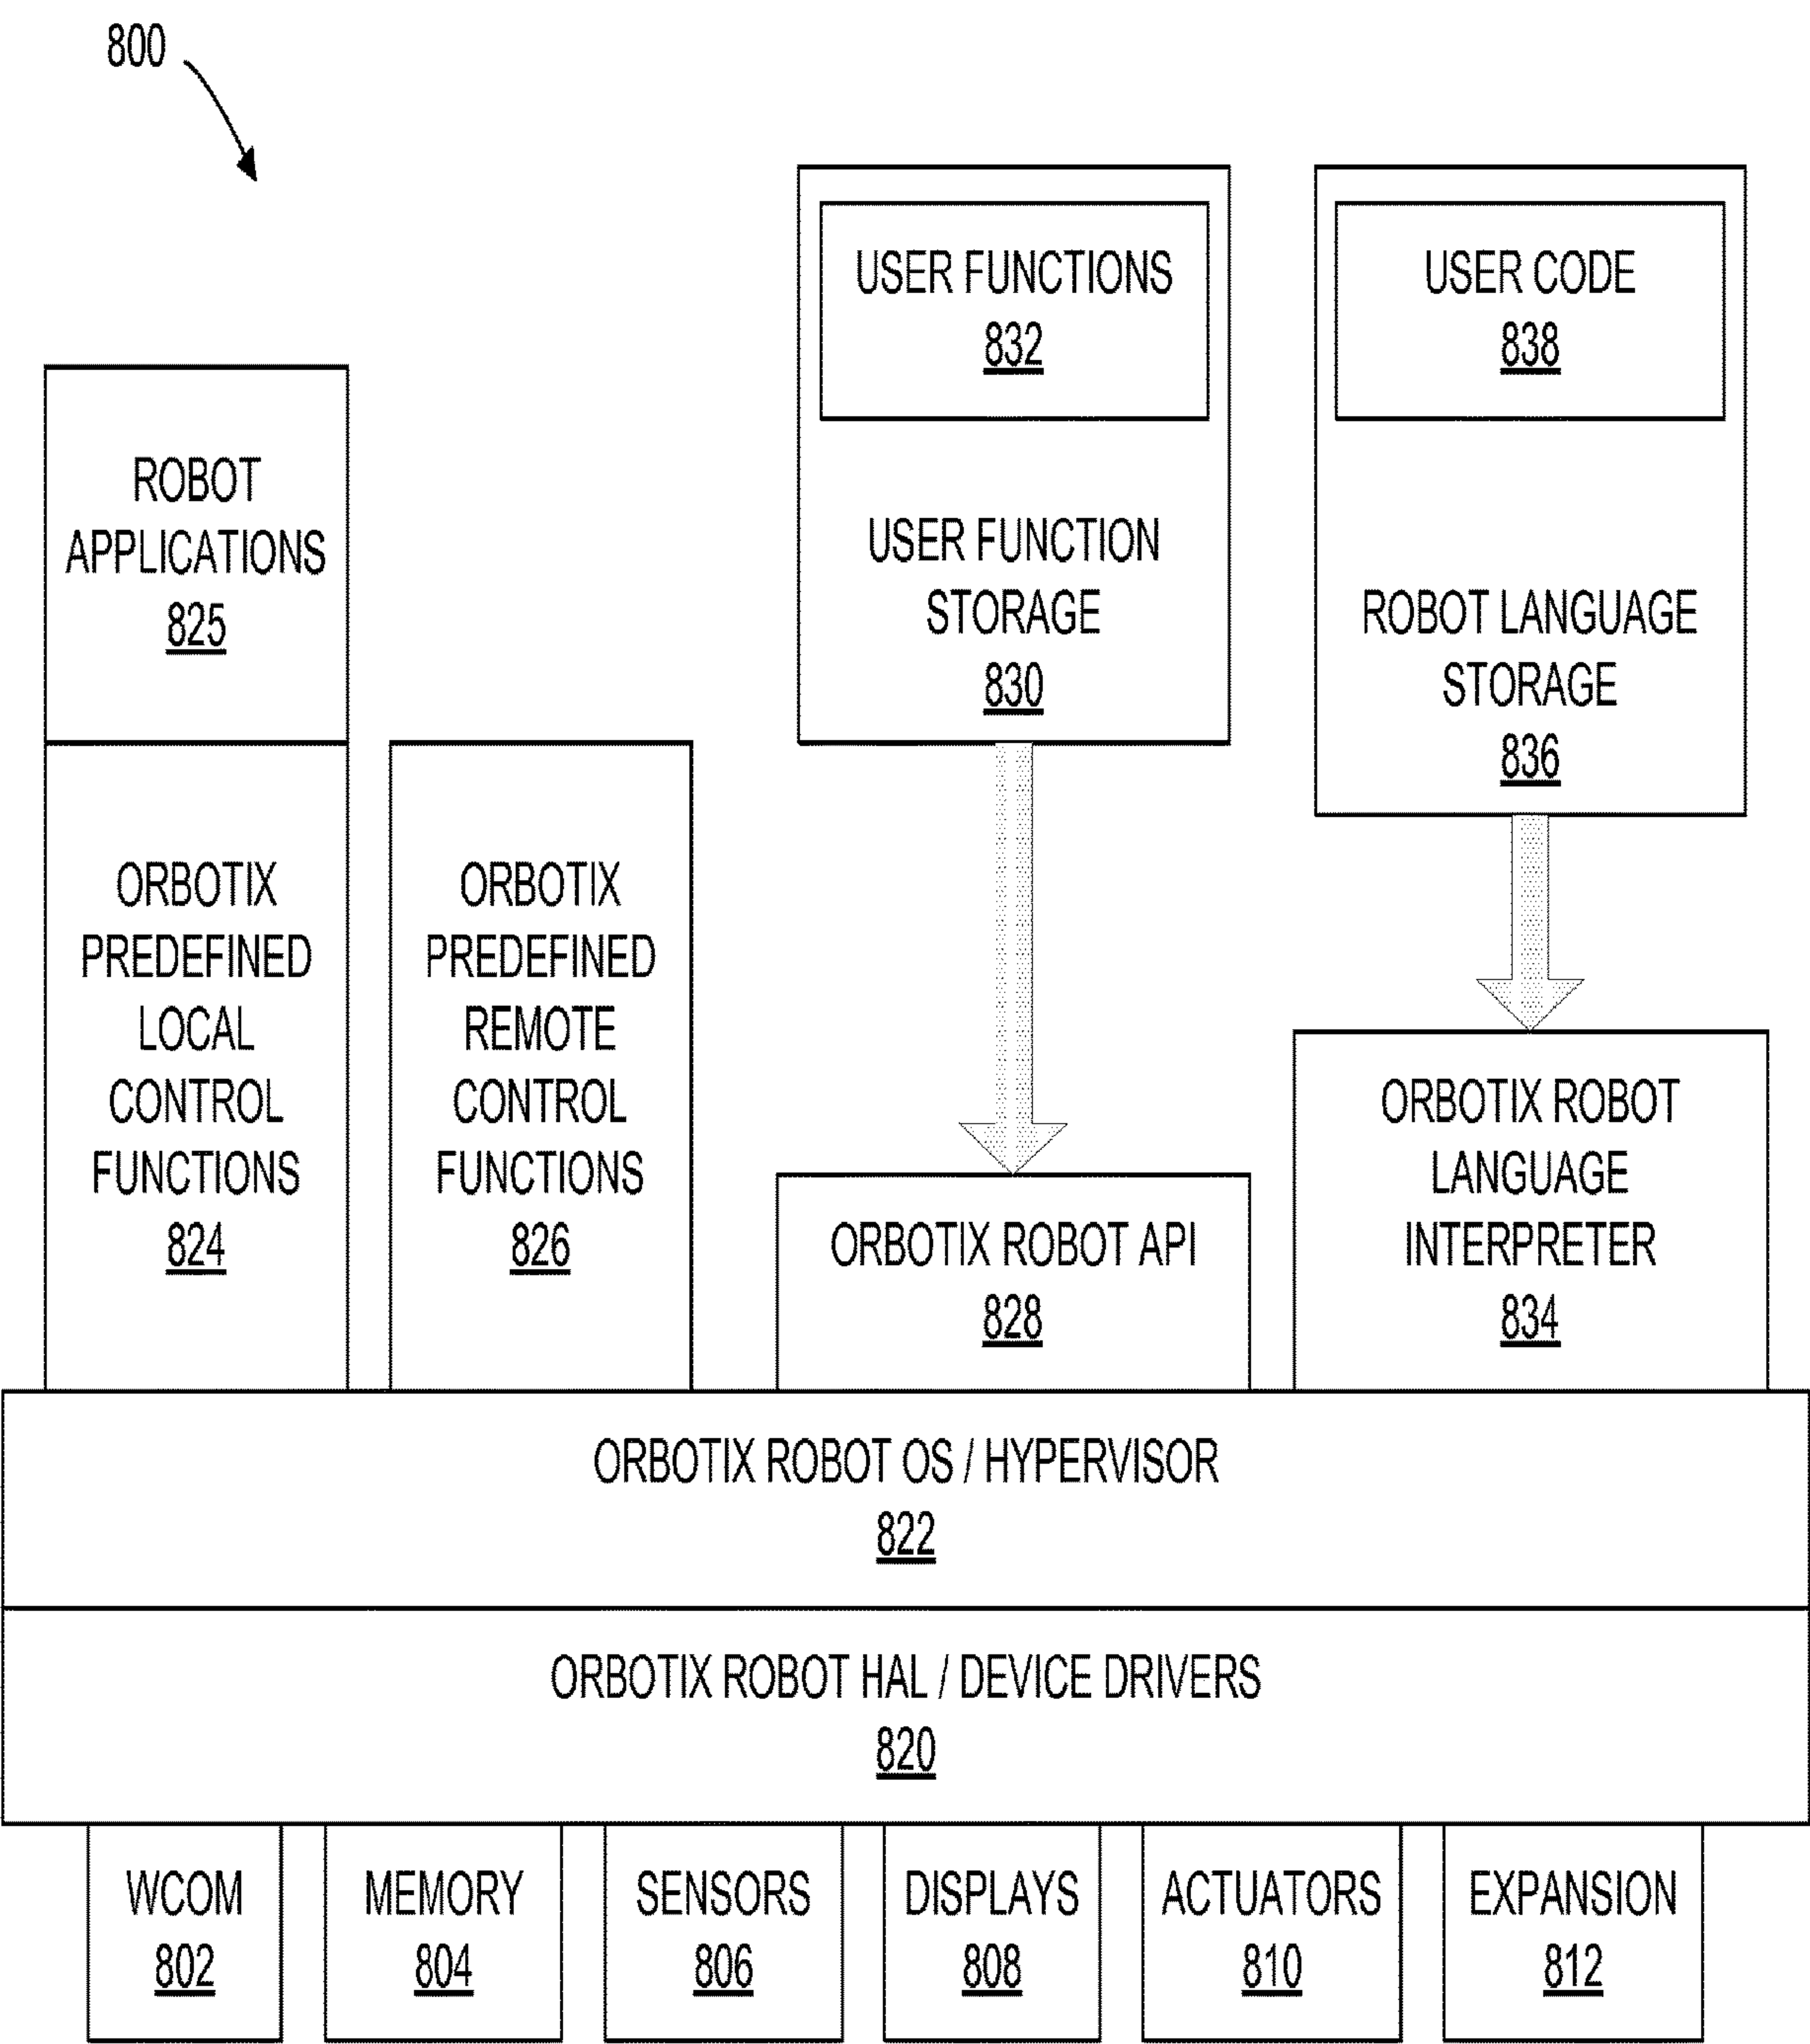 800
USER FUNCTIONS
832
USER FUNCTION
STORAGE
830
USER CODE
838
ROBOT LANGUAGE
STORAGE
836
ROBOT
APPLICATIONS
825
ORBOTIX
PREDEFINED
LOCAL
CONTROL
FUNCTIONS
824
ORBOTIX
PREDEFINED
REMOTE
CONTROL
FUNCTIONS
826
ORBOTIX ROBOT API
828
ORBOTIX ROBOT
LANGUAGE
INTERPRETER
834
ORBOTIX ROBOT OS / HYPERVISOR
822
ORBOTIX ROBOT HAL / DEVICE DRIVERS
820
WCOM
802
MEMORY
804
SENSORS
806
DISPLAYS
808
ACTUATORS
810
EXPANSION
812